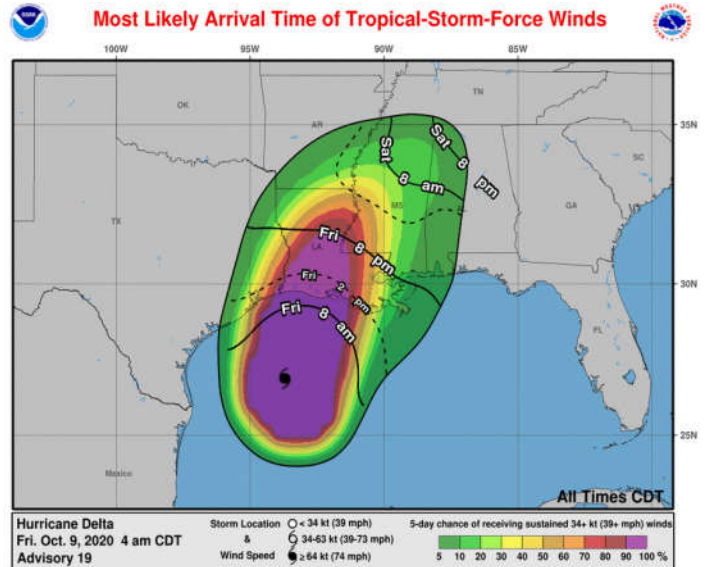 Most Likely Arrival Time of Tropical-Storm-Force Winds
NOAA
100W 95W 90W 85W
OK
TN
AR
35N
SC
Sat 8 am
Sat 8 pm
MS
GA
TX
LA
Fri 8 pm
30N
Fri 2 pm
Fri 8 am
FL
25N
Mexico
All Times CDT
Hurricane Delta
Fri. Oct. 9, 2020 4 am CDT
Advisory 19
Storm Location
&
Wind Speed
< 34 kt (39 mph)
34-63 kt (39-73 mph)
≥ 64 kt (74 mph)
5-day chance of receiving sustained 34+ kt (39+ mph) winds
5 10 20 30 40 50 60 70 80 90 100 %